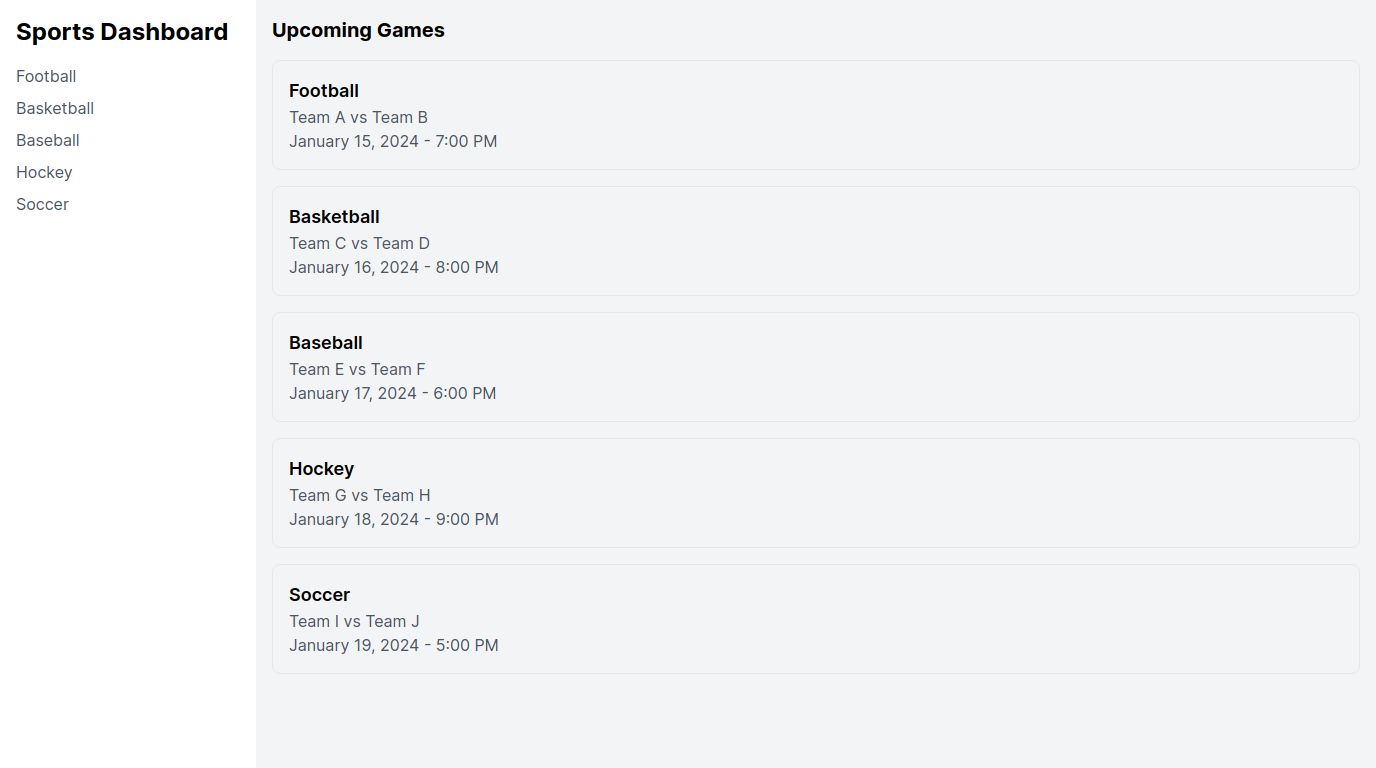 Sports Dashboard
Football
Basketball
Baseball
Hockey
Soccer
Upcoming Games
Football
Team A vs Team B
January 15, 2024 - 7:00 PM
Basketball
Team C vs Team D
January 16, 2024 - 8:00 PM
Baseball
Team E vs Team F
January 17, 2024 - 6:00 PM
Hockey
Team G vs Team H
January 18, 2024 - 9:00 PM
Soccer
Team I vs Team J
January 19, 2024 - 5:00 PM